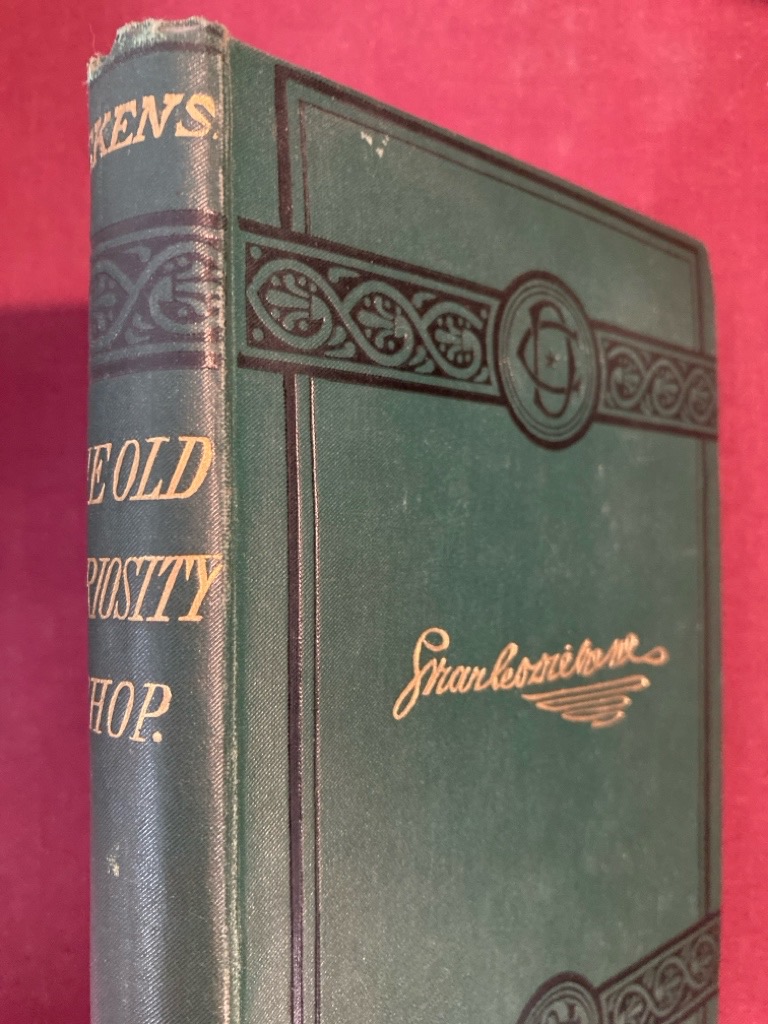 KENS.
E OLD
RIOSITY
HOP.
Charles Dickens